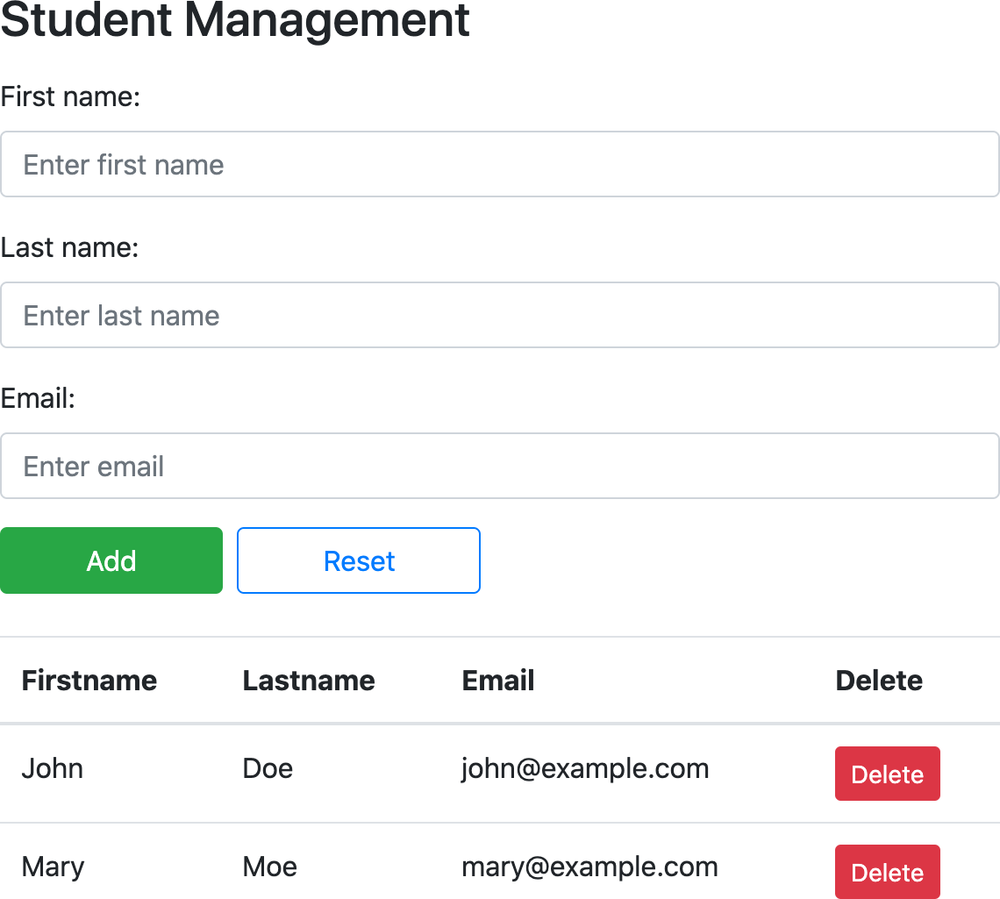 Student Management
First name:
Enter first name
Last name:
Enter last name
Email:
Enter email
Add Reset
Firstname Lastname Email Delete
John Doe john@example.com Delete
Mary Moe mary@example.com Delete